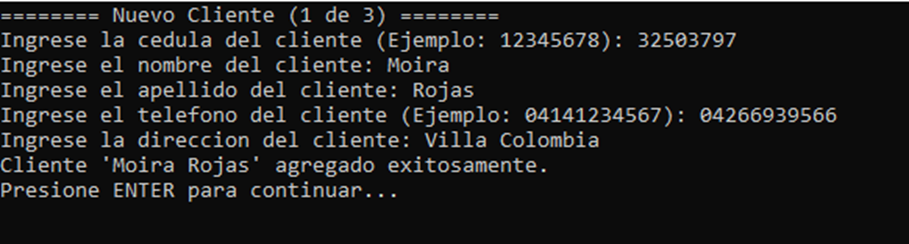 ======== Nuevo Cliente (1 de 3) ========
Ingrese la cedula del cliente (Ejemplo: 12345678): 32503797
Ingrese el nombre del cliente: Moira
Ingrese el apellido del cliente: Rojas
Ingrese el telefono del cliente (Ejemplo: 04141234567): 04266939566
Ingrese la direccion del cliente: Villa Colombia
Cliente 'Moira Rojas' agregado exitosamente.
Presione ENTER para continuar...